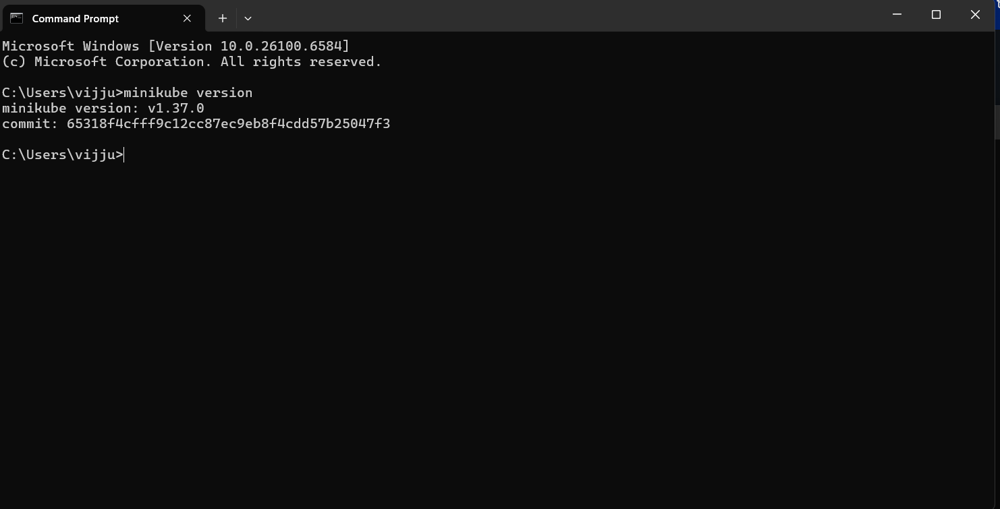 Command Prompt
Microsoft Windows [Version 10.0.26100.6584]
(c) Microsoft Corporation. All rights reserved.
C:\Users\vijju>minikube version
minikube version: v1.37.0
commit: 65318f4cfff9c12cc87ec9eb8f4cdd57b25047f3
C:\Users\vijju>